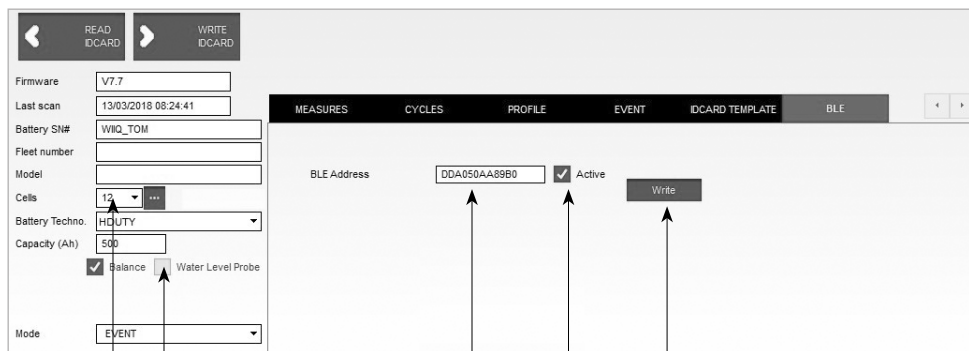 READ IDCARD
WRITE IDCARD
Firmware V7.7
Last scan 13/03/2018 08:24:41
Battery SN# WIIQ_TOM
Fleet number
Model
Cells 12 ...
Battery Techno. HDUTY
Capacity (Ah) 500
Balance Water Level Probe
Mode EVENT
MEASURES CYCLES PROFILE EVENT IDCARD TEMPLATE BLE
BLE Address DDA050AA89B0 Active
Write